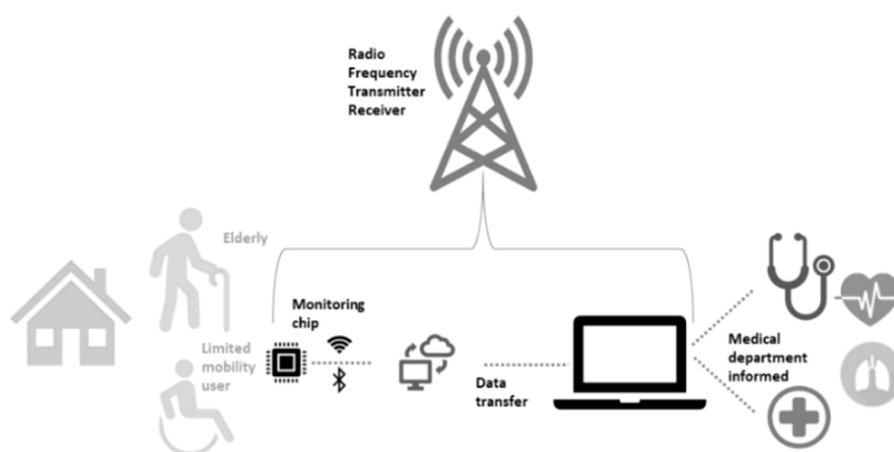 Radio
Frequency
Transmitter
Receiver
Elderly
Monitoring
chip
Limited
mobility
user
Data
transfer
Medical
department
informed